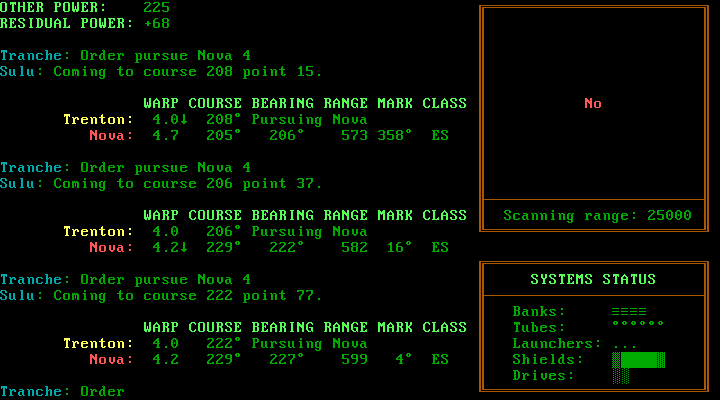 OTHER POWER: 225
RESIDUAL POWER: +68
Tranche: Order pursue Nova 4
Sulu: Coming to course 208 point 15.
WARP COURSE BEARING RANGE MARK CLASS
Trenton: 4.0↓ 208° Pursuing Nova
Nova: 4.7 205° 206° 573 358° ES
Tranche: Order pursue Nova 4
Sulu: Coming to course 206 point 37.
WARP COURSE BEARING RANGE MARK CLASS
Trenton: 4.0 206° Pursuing Nova
Nova: 4.2↓ 229° 222° 582 16° ES
Tranche: Order pursue Nova 4
Sulu: Coming to course 222 point 77.
WARP COURSE BEARING RANGE MARK CLASS
Trenton: 4.0 222° Pursuing Nova
Nova: 4.2 229° 227° 599 4° ES
Tranche: Order
No
Scanning range: 25000
SYSTEMS STATUS
Banks: ≡≡≡≡
Tubes: °°°°°°
Launchers: ...
Shields: ▒█████▒
Drives: ▒▒